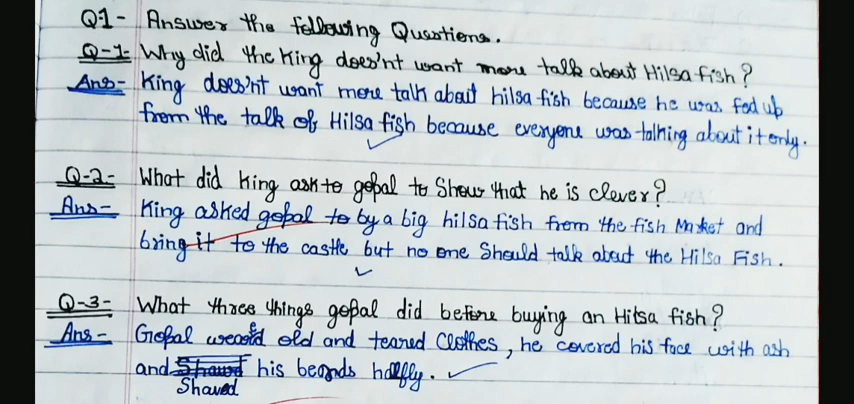 Q1- Answer the following Questions.
Q-1- Why did the King does'nt want more talk about Hilsa fish?
Ans- King does'nt want more talk about hilsa fish because he was fed up
from the talk of Hilsa fish because everyone was talking about it only.
Q-2- What did King ask to gopal to Show that he is clever?
Ans- King asked gopal to by a big hilsa fish from the fish Market and
bring it to the castle but no one Should talk about the Hilsa Fish.
Q-3- What three things gopal did before buying an Hilsa fish?
Ans- Gopal old and teared Clothes, he covered his face with ash
and his beards halfly.
Shaved